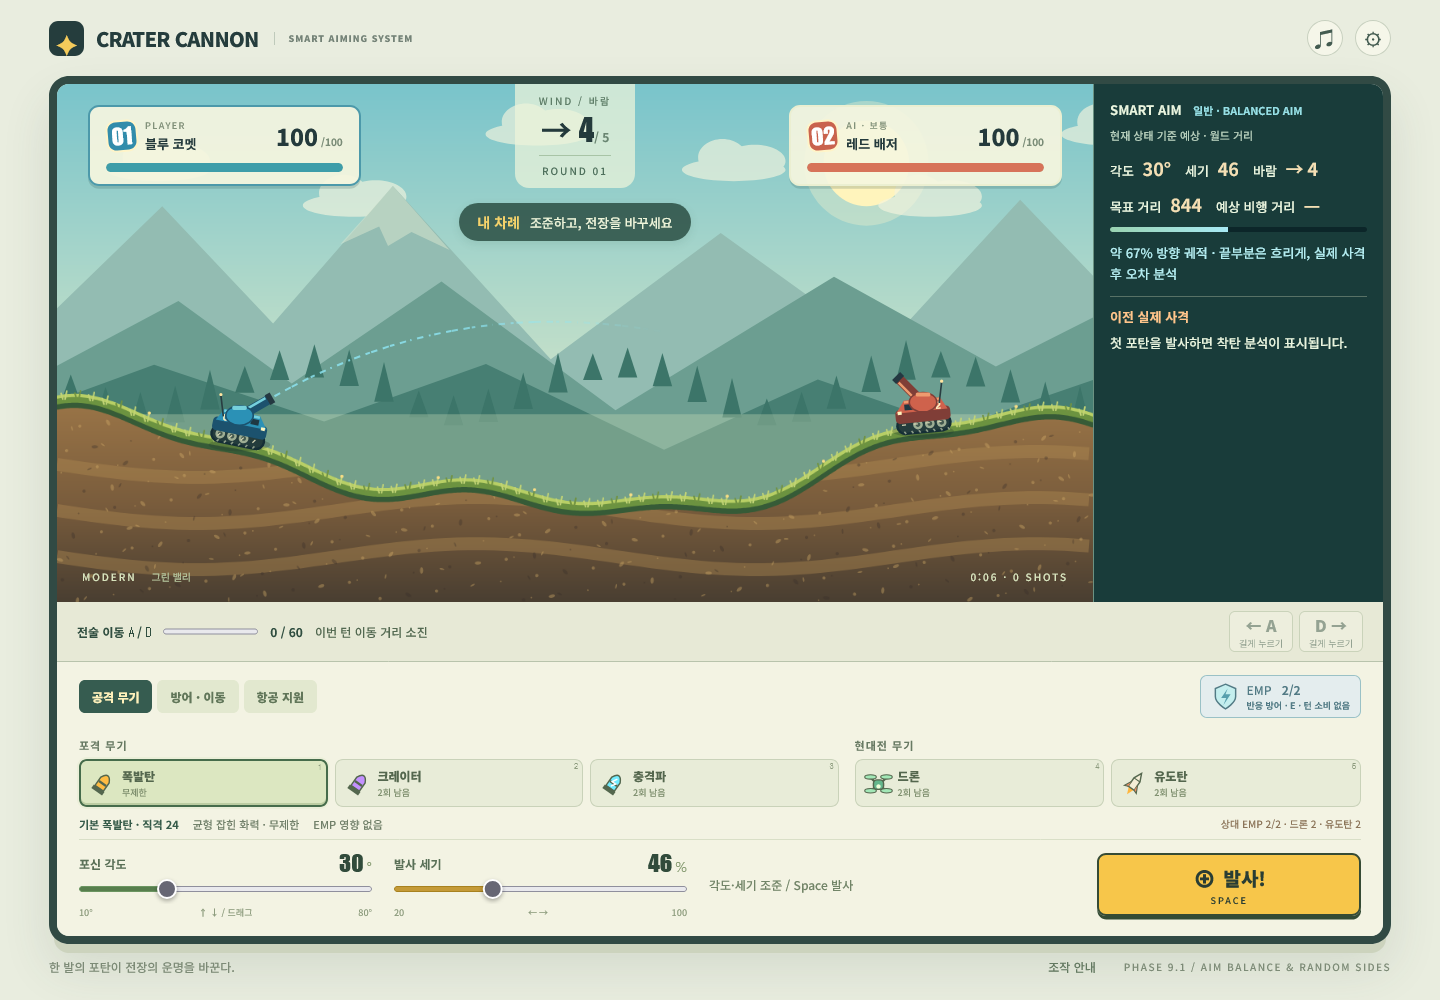 CRATER CANNON
SMART AIMING SYSTEM
01
PLAYER
블루 코멧
100 /100
WIND / 바람
→ 4 / 5
ROUND 01
02
AI · 보통
레드 배저
100 /100
내 차례 조준하고, 전장을 바꾸세요
MODERN 그린 밸리
0:06 · 0 SHOTS
SMART AIM 일반 · BALANCED AIM
현재 상태 기준 예상 · 월드 거리
각도 30° 세기 46 바람 → 4
목표 거리 844 예상 비행 거리 —
약 67% 방향 궤적 · 끝부분은 흐리게, 실제 사격
후 오차 분석
이전 실제 사격
첫 포탄을 발사하면 착탄 분석이 표시됩니다.
전술 이동 A / D 0 / 60 이번 턴 이동 거리 소진
← A
길게 누르기
D →
길게 누르기
공격 무기
방어 · 이동
항공 지원
EMP 2/2
반응 방어 · E · 턴 소비 없음
포격 무기
현대전 무기
폭발탄
무제한
1
크레이터
2회 남음
2
충격파
2회 남음
3
드론
2회 남음
4
유도탄
2회 남음
5
기본 폭발탄 · 직격 24 균형 잡힌 화력 · 무제한 EMP 영향 없음
상대 EMP 2/2 · 드론 2 · 유도탄 2
포신 각도 30 °
10° ↑ ↓ / 드래그 80°
발사 세기 46 %
20 ←→ 100
각도·세기 조준 / Space 발사
발사!
SPACE
한 발의 포탄이 전장의 운명을 바꾼다.
조작 안내
PHASE 9.1 / AIM BALANCE & RANDOM SIDES